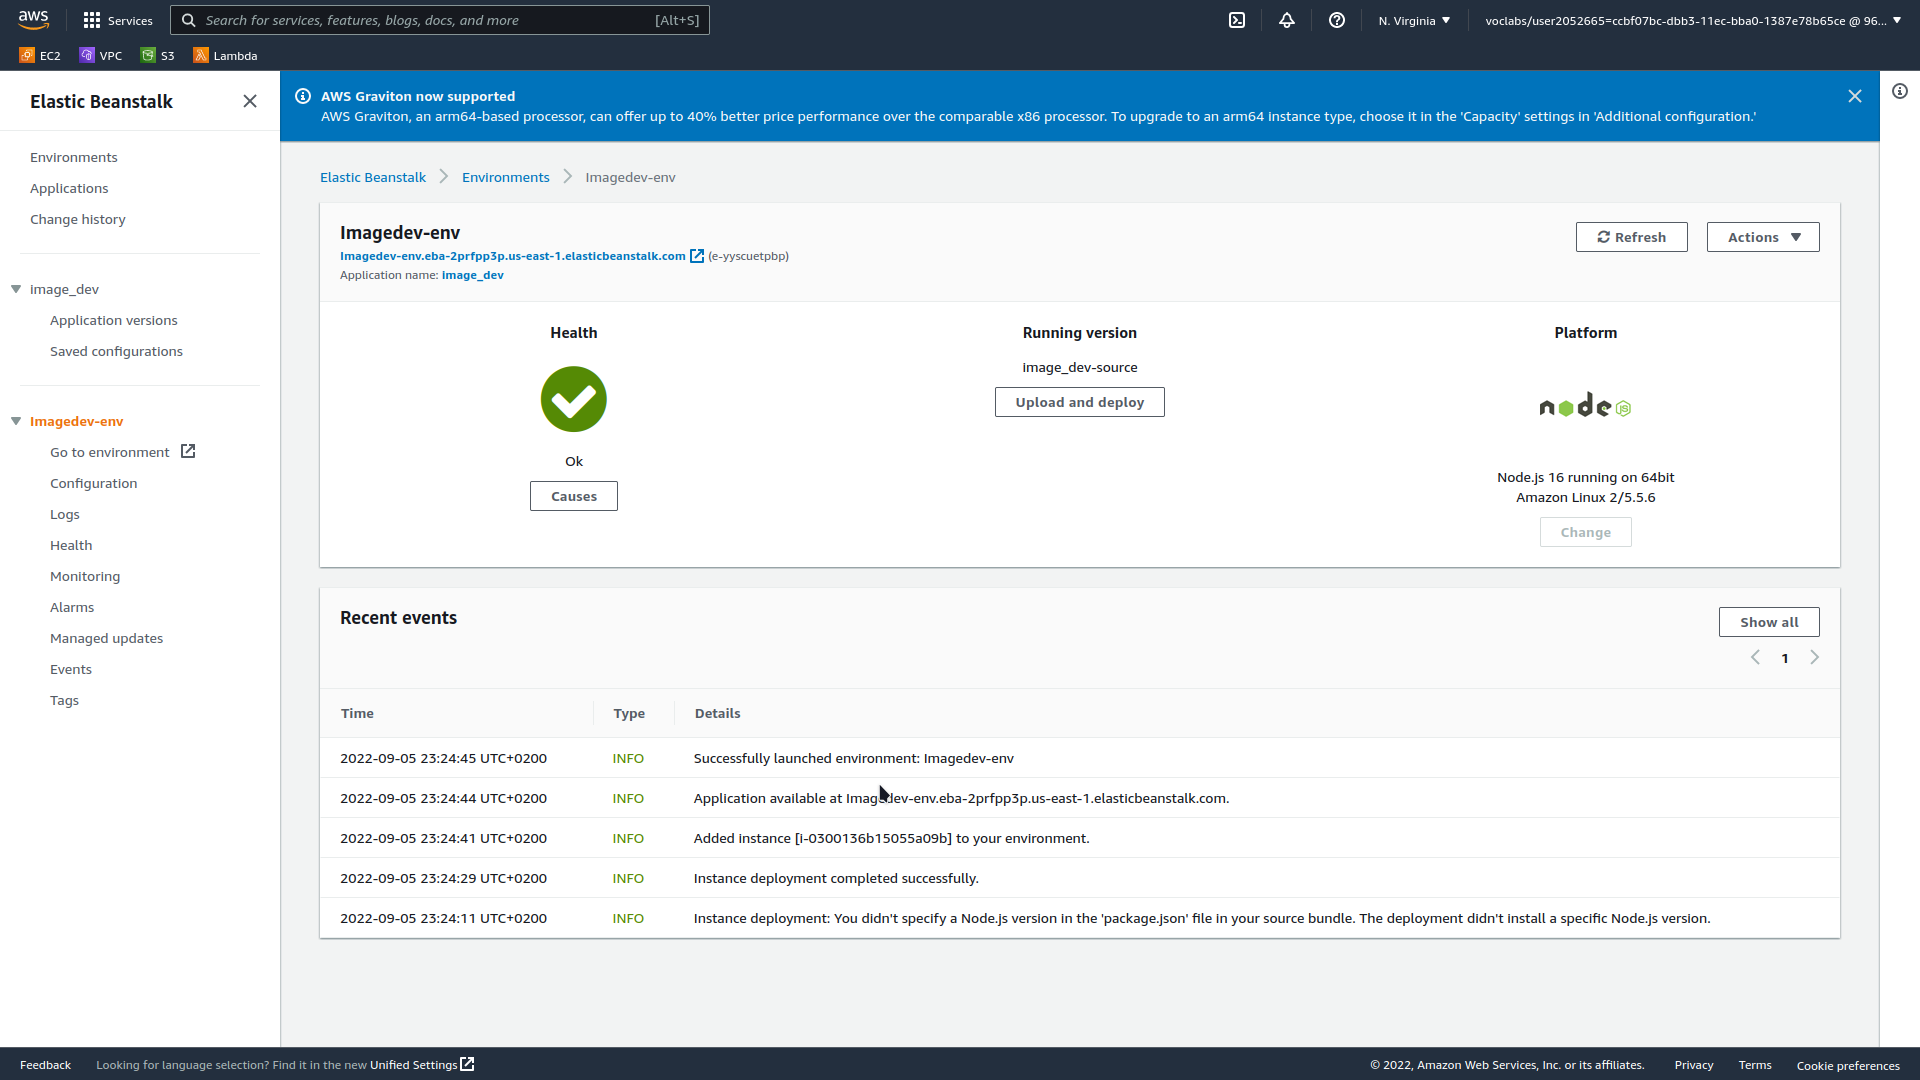 aws
Services
Search for services, features, blogs, docs, and more
[Alt+S]
N. Virginia
voclabs/user2052665=ccbf07bc-dbb3-11ec-bba0-1387e78b65ce @ 96...
EC2
VPC
S3
Lambda
Elastic Beanstalk
Environments
Applications
Change history
image_dev
Application versions
Saved configurations
Imagedev-env
Go to environment
Configuration
Logs
Health
Monitoring
Alarms
Managed updates
Events
Tags
AWS Graviton now supported
AWS Graviton, an arm64-based processor, can offer up to 40% better price performance over the comparable x86 processor. To upgrade to an arm64 instance type, choose it in the 'Capacity' settings in 'Additional configuration.'
Elastic Beanstalk
Environments
Imagedev-env
Imagedev-env
Imagedev-env.eba-2prfpp3p.us-east-1.elasticbeanstalk.com (e-yyscuetpbp)
Application name: image_dev
Refresh
Actions
Health
Ok
Causes
Running version
image_dev-source
Upload and deploy
Platform
node JS
Node.js 16 running on 64bit
Amazon Linux 2/5.5.6
Change
Recent events
Show all
1
Time Type Details
2022-09-05 23:24:45 UTC+0200 INFO Successfully launched environment: Imagedev-env
2022-09-05 23:24:44 UTC+0200 INFO Application available at Imagedev-env.eba-2prfpp3p.us-east-1.elasticbeanstalk.com.
2022-09-05 23:24:41 UTC+0200 INFO Added instance [i-0300136b15055a09b] to your environment.
2022-09-05 23:24:29 UTC+0200 INFO Instance deployment completed successfully.
2022-09-05 23:24:11 UTC+0200 INFO Instance deployment: You didn't specify a Node.js version in the 'package.json' file in your source bundle. The deployment didn't install a specific Node.js version.
Feedback
Looking for language selection? Find it in the new Unified Settings
© 2022, Amazon Web Services, Inc. or its affiliates.
Privacy
Terms
Cookie preferences